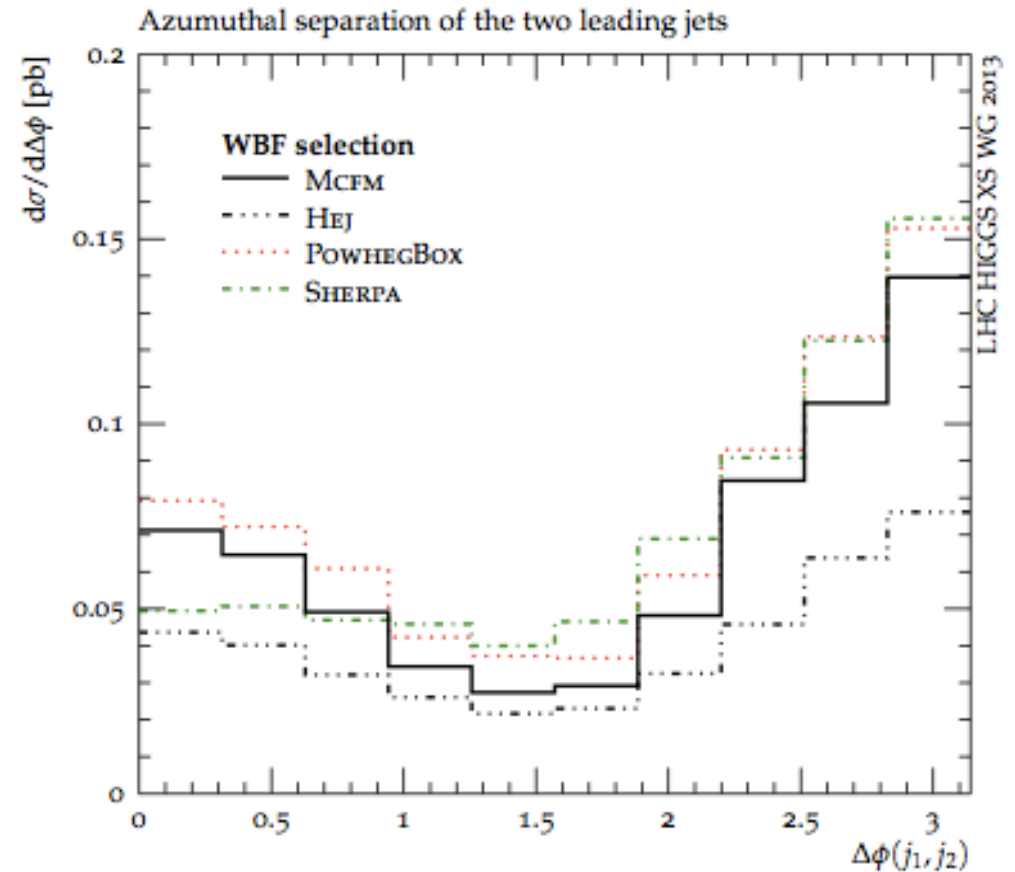 Azumuthal separation of the two leading jets
dσ/dΔϕ [pb]
0.2
0.15
0.1
0.05
0
WBF selection
MCFM
HEJ
POWHEGBOX
SHERPA
LHC HIGGS XS WG 2013
0 0.5 1 1.5 2 2.5 3
Δϕ(j₁, j₂)